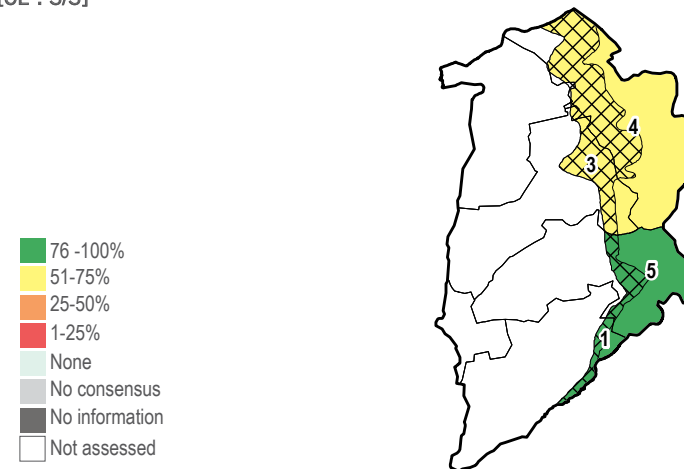 [GL : S/S]
76 -100%
51-75%
25-50%
1-25%
None
No consensus
No information
Not assessed
4
3
5
1